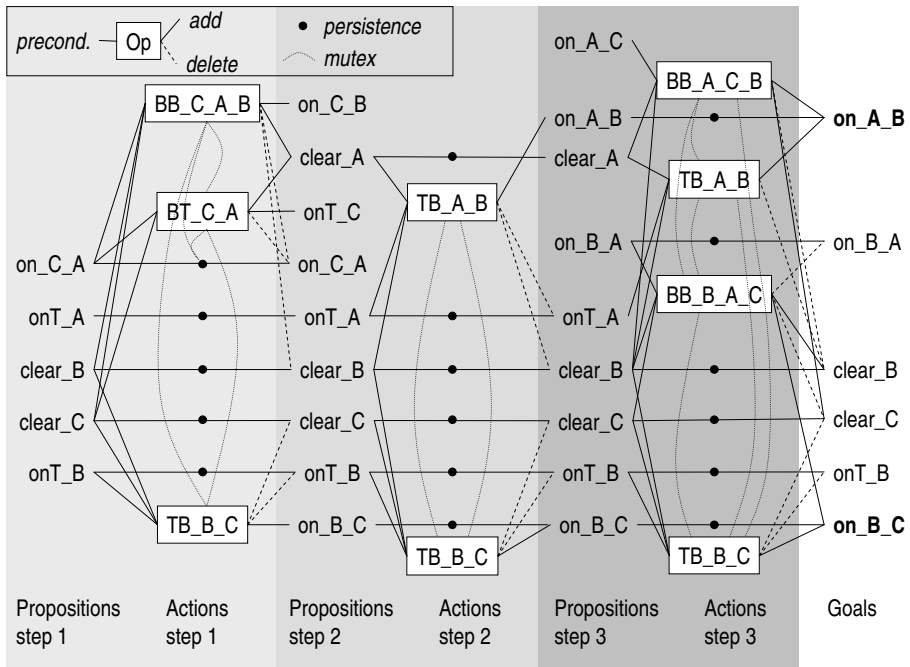 precond.
Op
add
delete
persistence
mutex
on_C_A
onT_A
clear_B
clear_C
onT_B
BB_C_A_B
BT_C_A
TB_B_C
on_C_B
clear_A
onT_C
on_C_A
onT_A
clear_B
clear_C
onT_B
on_B_C
TB_A_B
TB_B_C
on_A_C
on_A_B
clear_A
on_B_A
onT_A
clear_B
clear_C
onT_B
on_B_C
BB_A_C_B
TB_A_B
BB_B_A_C
TB_B_C
on_A_B
on_B_A
clear_B
clear_C
onT_B
on_B_C
Propositions
step 1
Actions
step 1
Propositions
step 2
Actions
step 2
Propositions
step 3
Actions
step 3
Goals